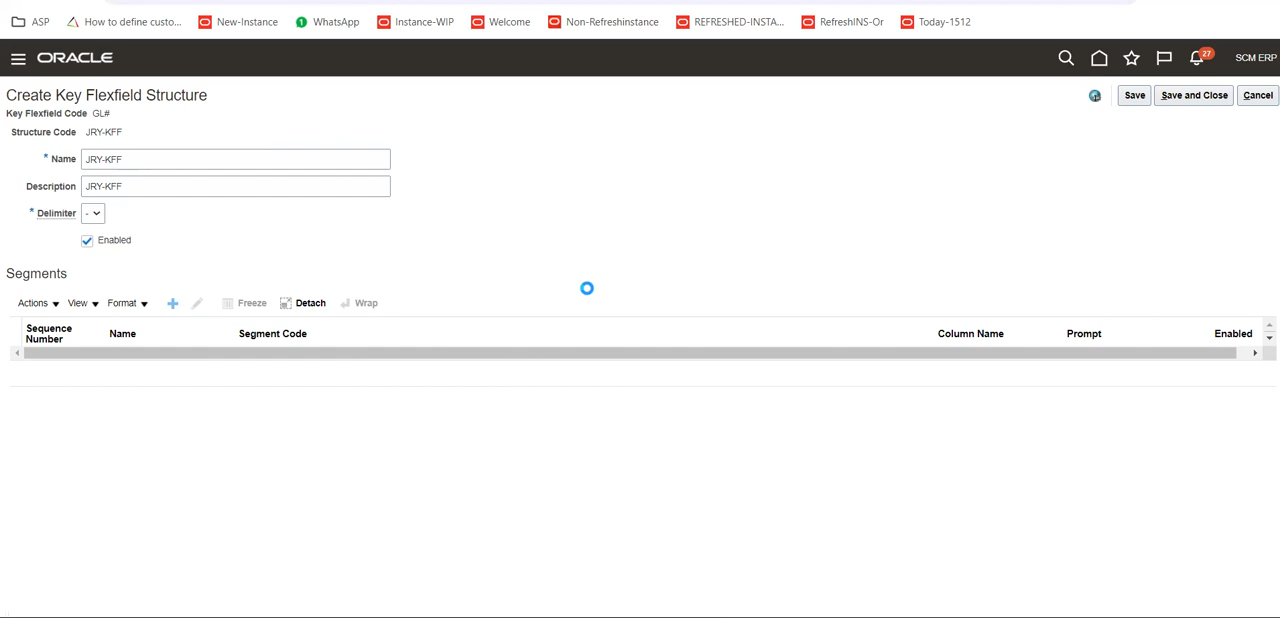 ASP How to define custo... New-Instance WhatsApp Instance-WIP Welcome Non-Refreshinstance REFRESHED-INSTA... RefreshINS-Or Today-1512
ORACLE 27 SCM ERP
Create Key Flexfield Structure Save Save and Close Cancel
Key Flexfield Code GL#
Structure Code JRY-KFF
* Name JRY-KFF
Description JRY-KFF
* Delimiter -
Enabled
Segments
Actions View Format Freeze Detach Wrap
Sequence Number Name Segment Code Column Name Prompt Enabled